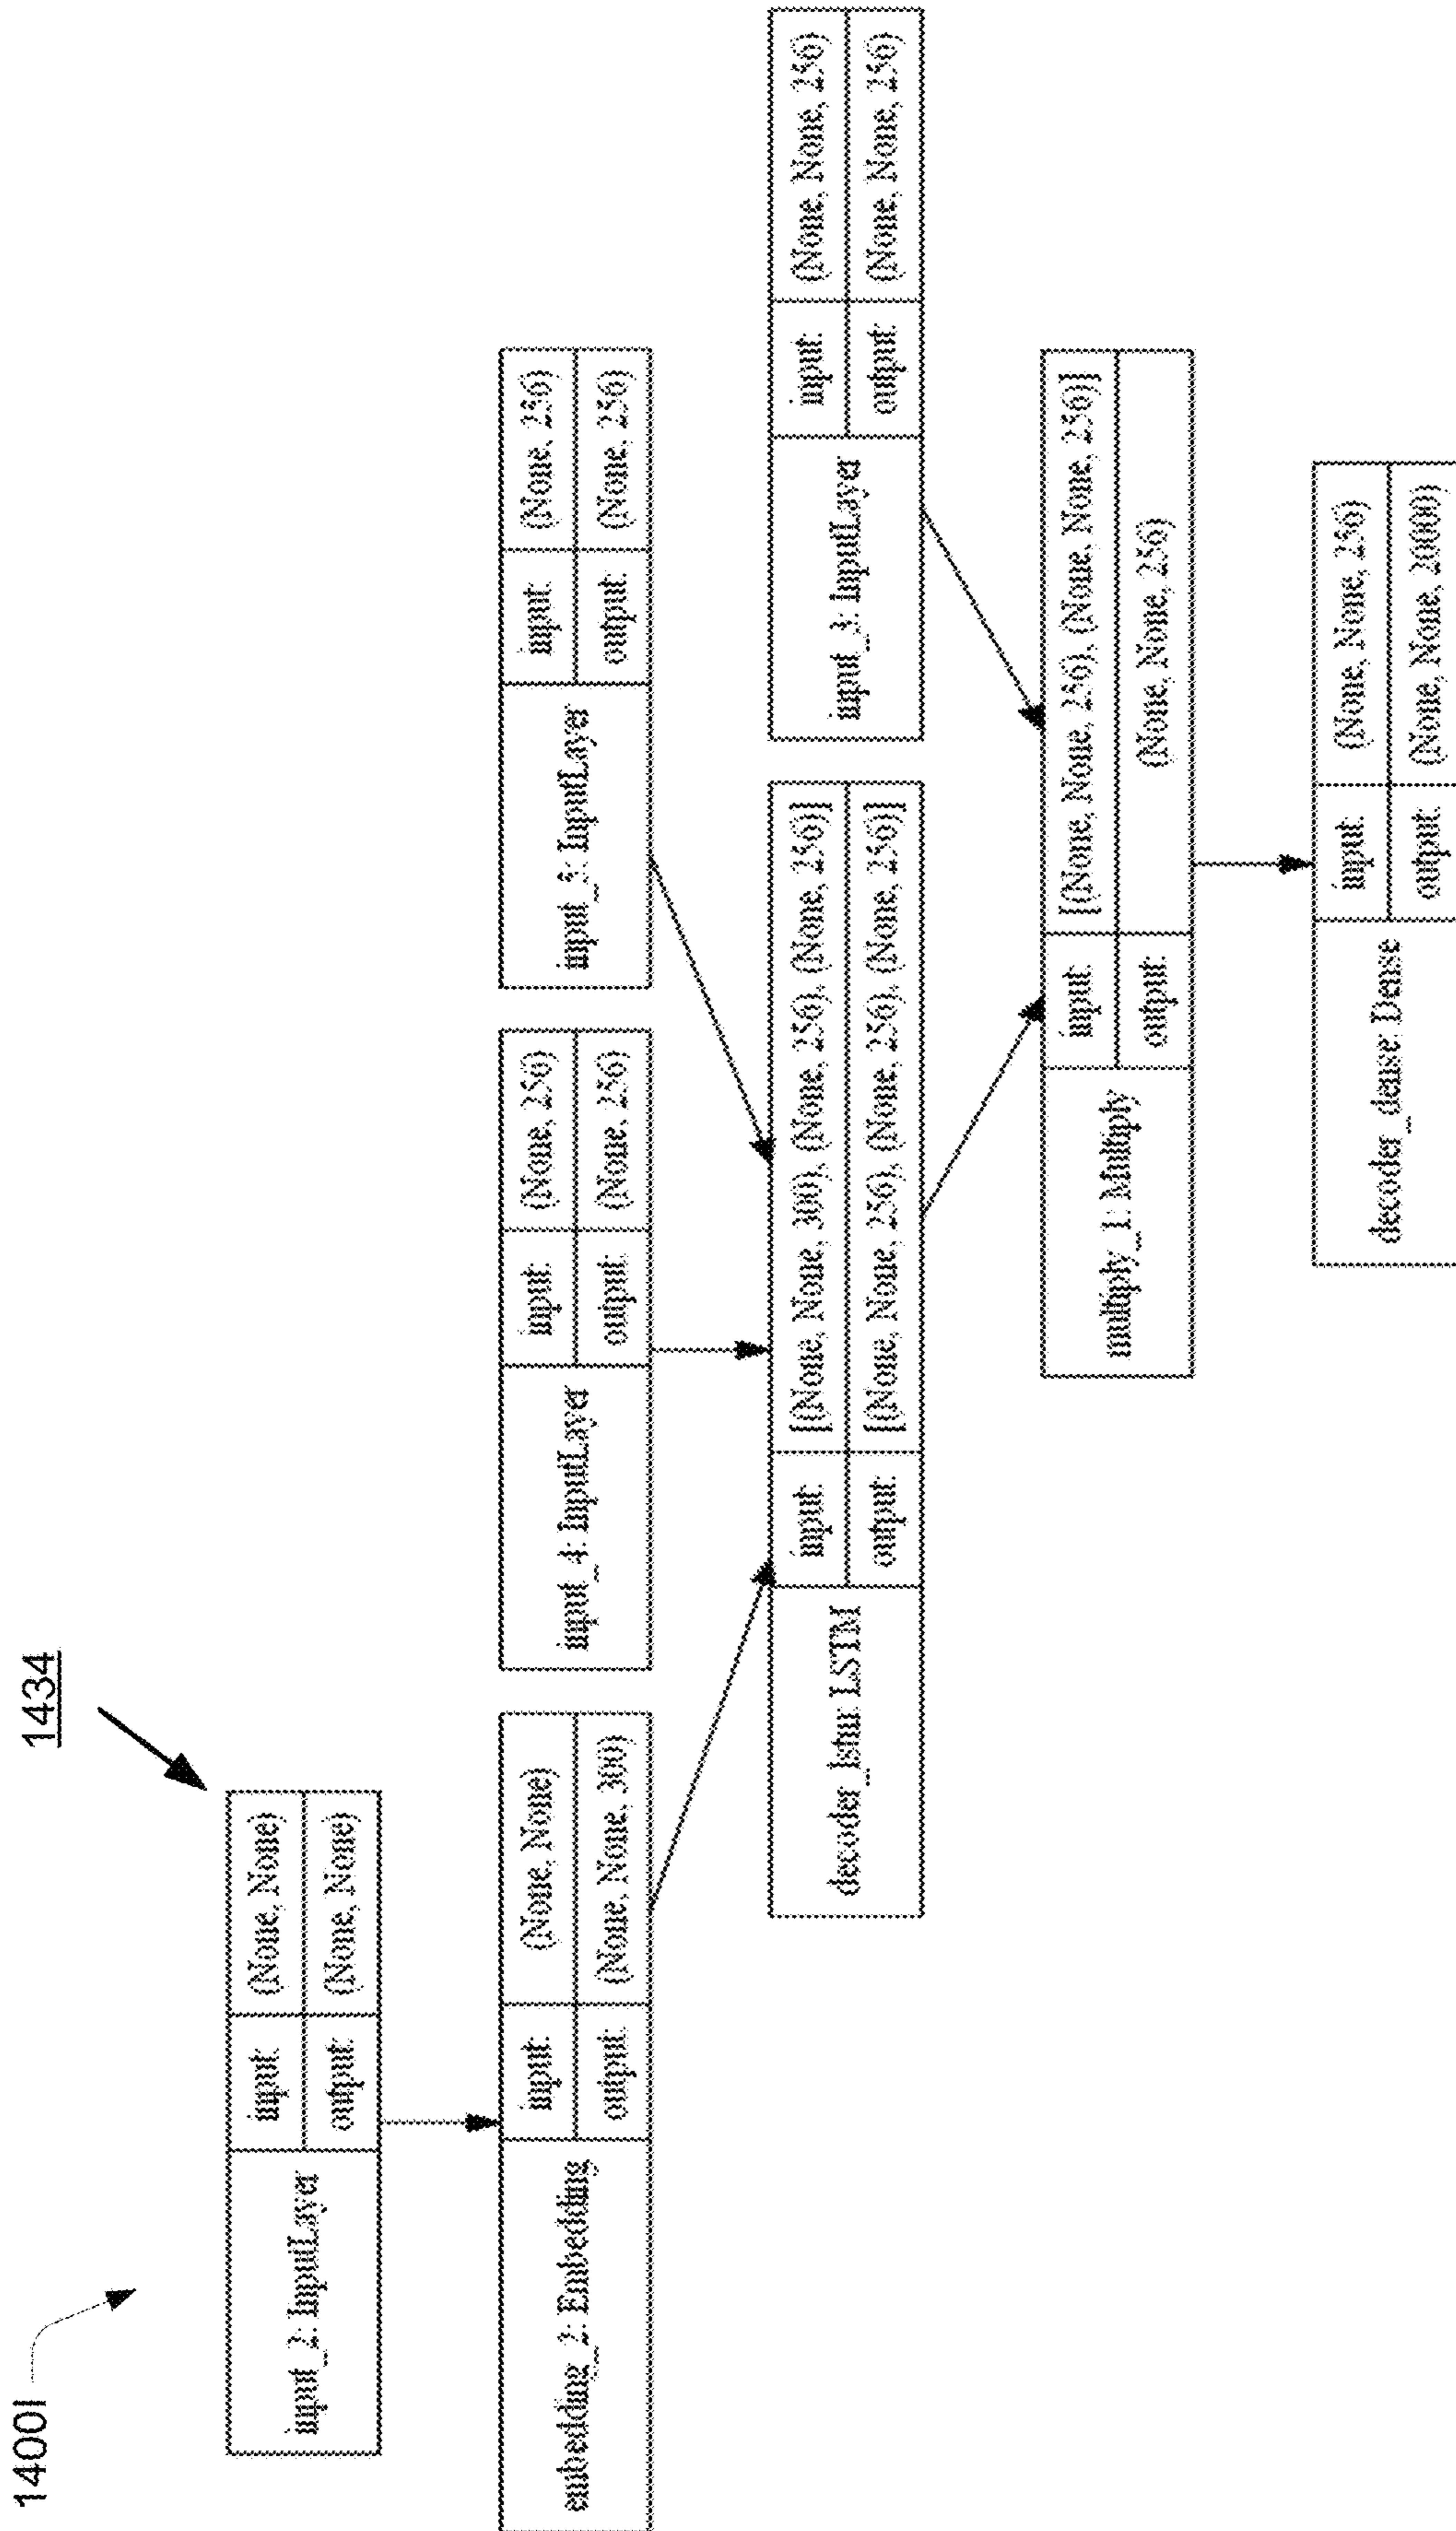 1400I
1434
input_2: InputLayer
input: (None, None)
output: (None, None)
embedding_2: Embedding
input: (None, None)
output: (None, None, 300)
input_4: InputLayer
input: (None, 256)
output: (None, 256)
input_5: InputLayer
input: (None, 256)
output: (None, 256)
decoder_lstm: LSTM
input: [(None, None, 300), (None, 256), (None, 256)]
output: [(None, None, 256), (None, 256), (None, 256)]
input_3: InputLayer
input: (None, None, 256)
output: (None, None, 256)
multiply_1: Multiply
input: [(None, None, 256), (None, None, 256)]
output: (None, None, 256)
decoder_dense: Dense
input: (None, None, 256)
output: (None, None, 20000)